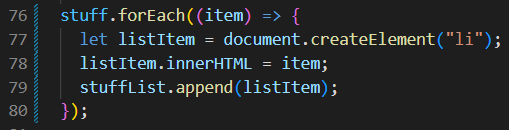 76 stuff.forEach((item) => {
77 let listItem = document.createElement("li");
78 listItem.innerHTML = item;
79 stuffList.append(listItem);
80 });